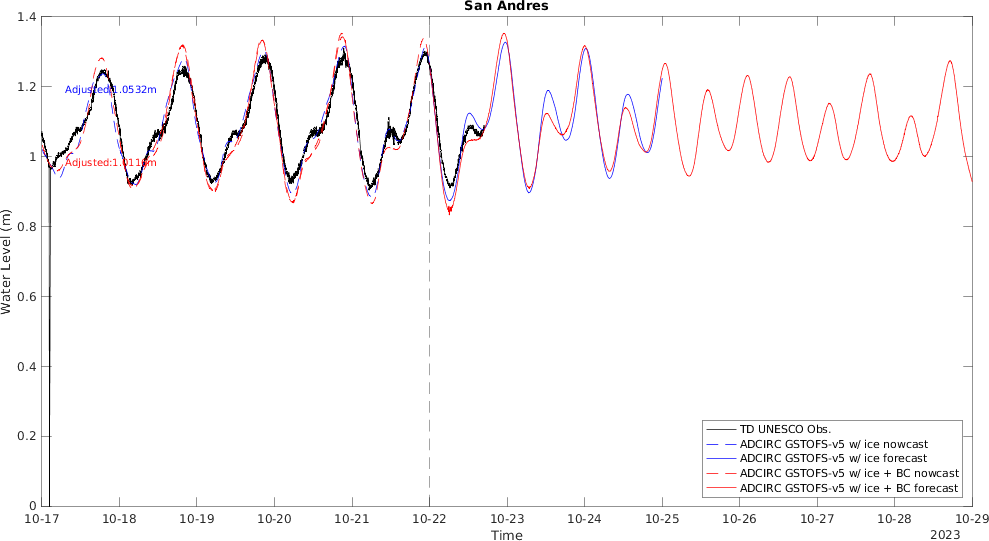 San Andres
1.4
1.2
1
0.8
0.6
0.4
0.2
0
Water Level (m)
Adjusted:1.0532m
TD UNESCO Obs.
ADCIRC GSTOFS-v5 w/ ice nowcast
ADCIRC GSTOFS-v5 w/ ice forecast
ADCIRC GSTOFS-v5 w/ ice + BC nowcast
ADCIRC GSTOFS-v5 w/ ice + BC forecast
10-17 10-18 10-19 10-20 10-21 10-22 10-23 10-24 10-25 10-26 10-27 10-28 10-29
Time
2023